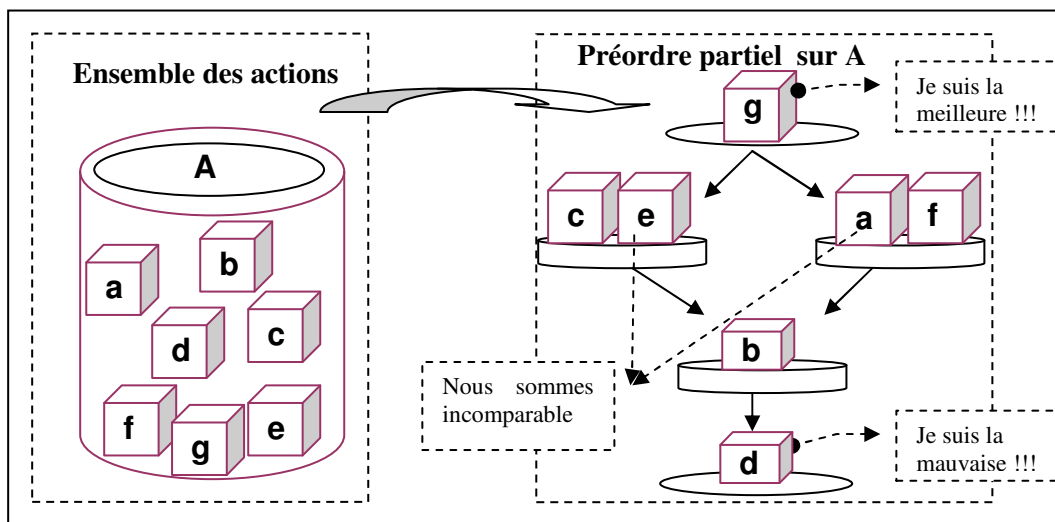 Ensemble des actions
A
a
b
d
c
f
g
e
Préordre partiel sur A
g
Je suis la
meilleure !!!
c
e
a
f
b
Nous sommes
incomparable
d
Je suis la
mauvaise !!!